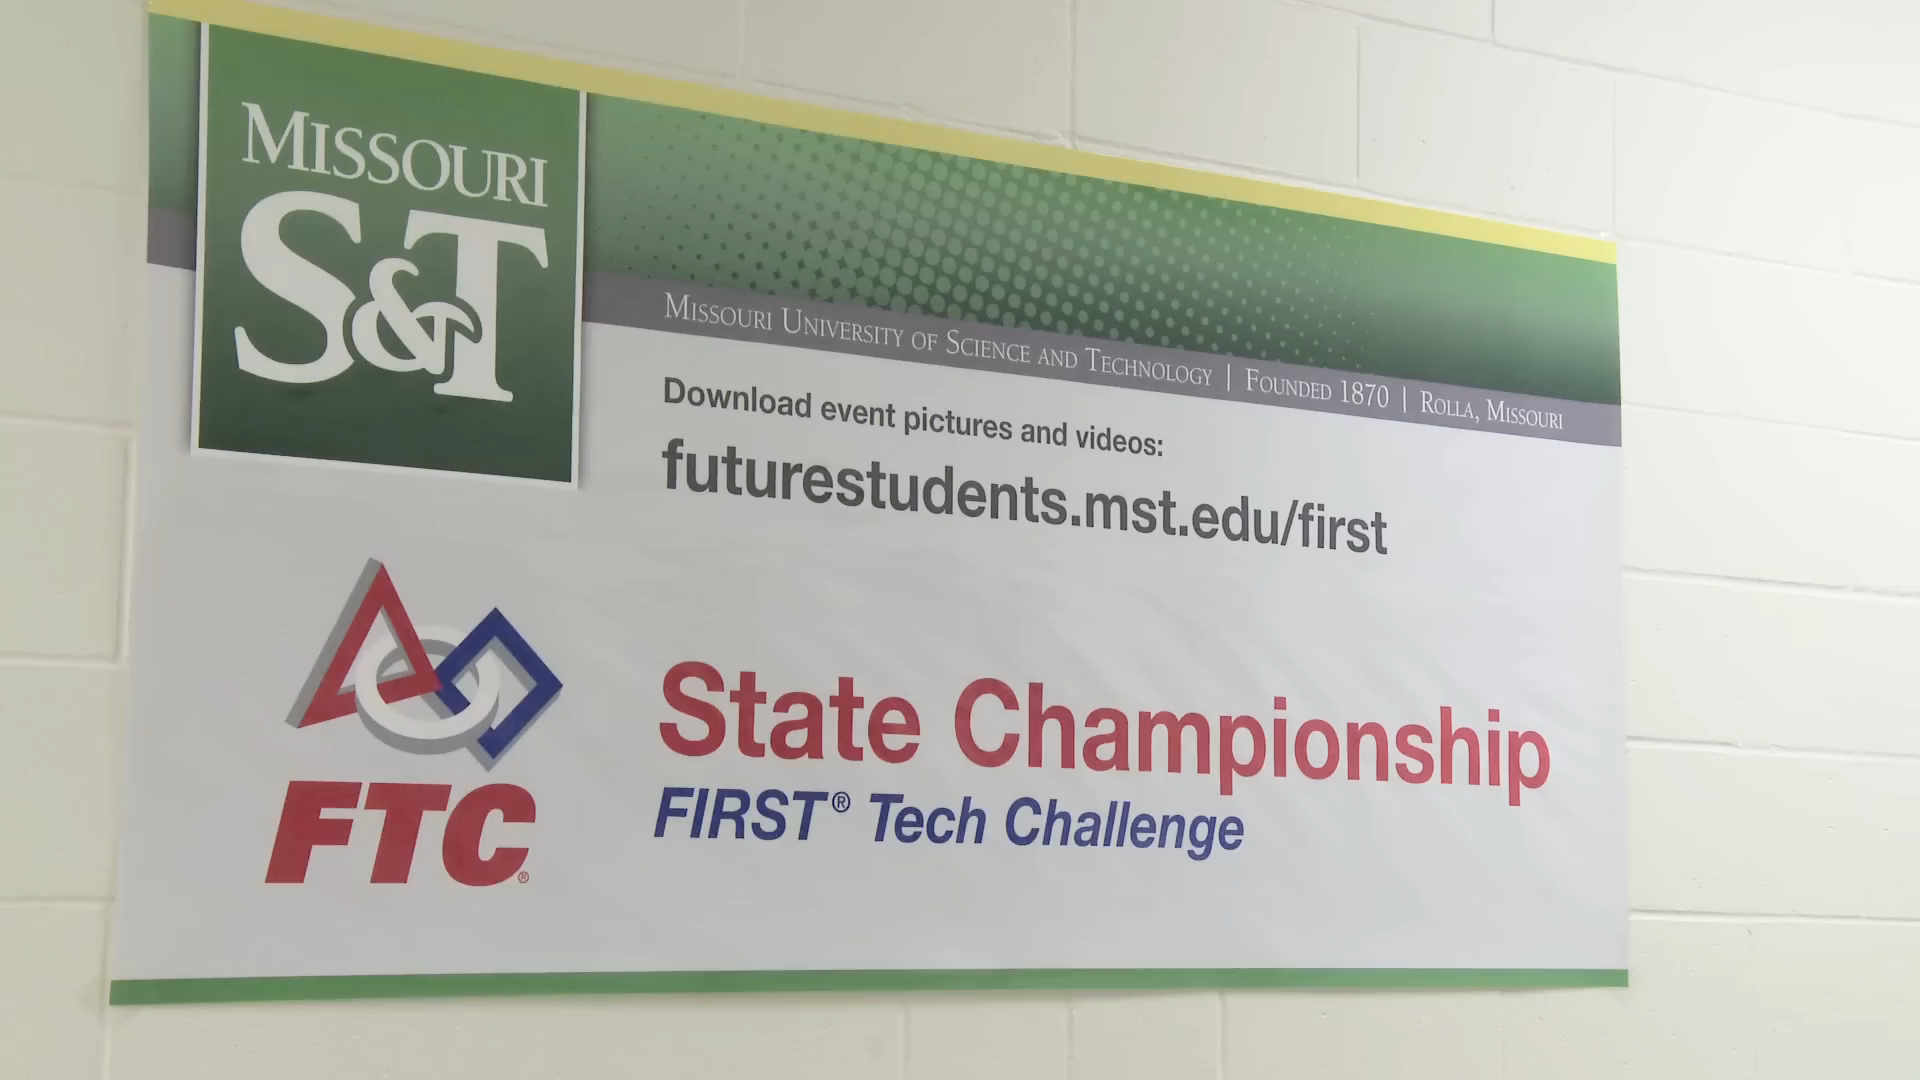 MISSOURI
S&T
MISSOURI UNIVERSITY OF SCIENCE AND TECHNOLOGY | FOUNDED 1870 | ROLLA, MISSOURI
Download event pictures and videos:
futurestudents.mst.edu/first
State Championship
FIRST® Tech Challenge
FTC®